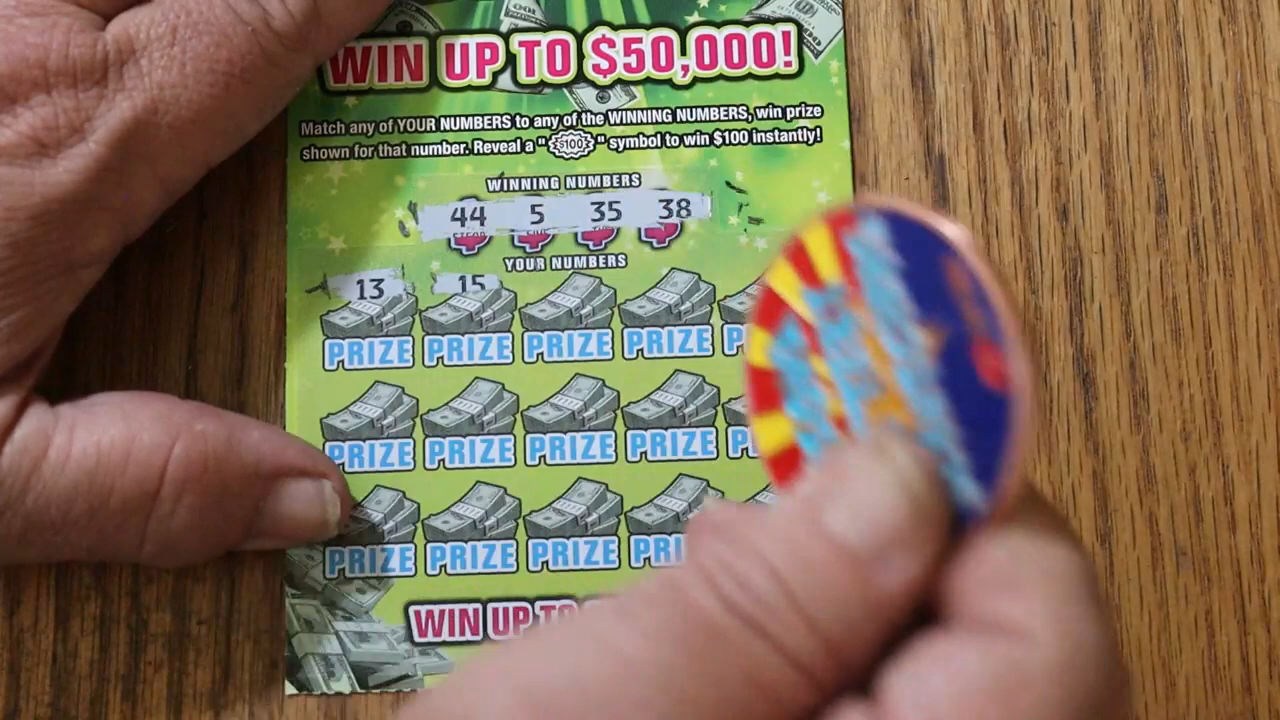 WIN UP TO $50,000!
Match any of YOUR NUMBERS to any of the WINNING NUMBERS, win prize
shown for that number. Reveal a " $100 " symbol to win $100 instantly!
WINNING NUMBERS
44 5 35 38
YOUR NUMBERS
13 15
PRIZE PRIZE PRIZE PRIZE
PRIZE PRIZE PRIZE PRIZE
PRIZE PRIZE PRIZE
WIN UP TO